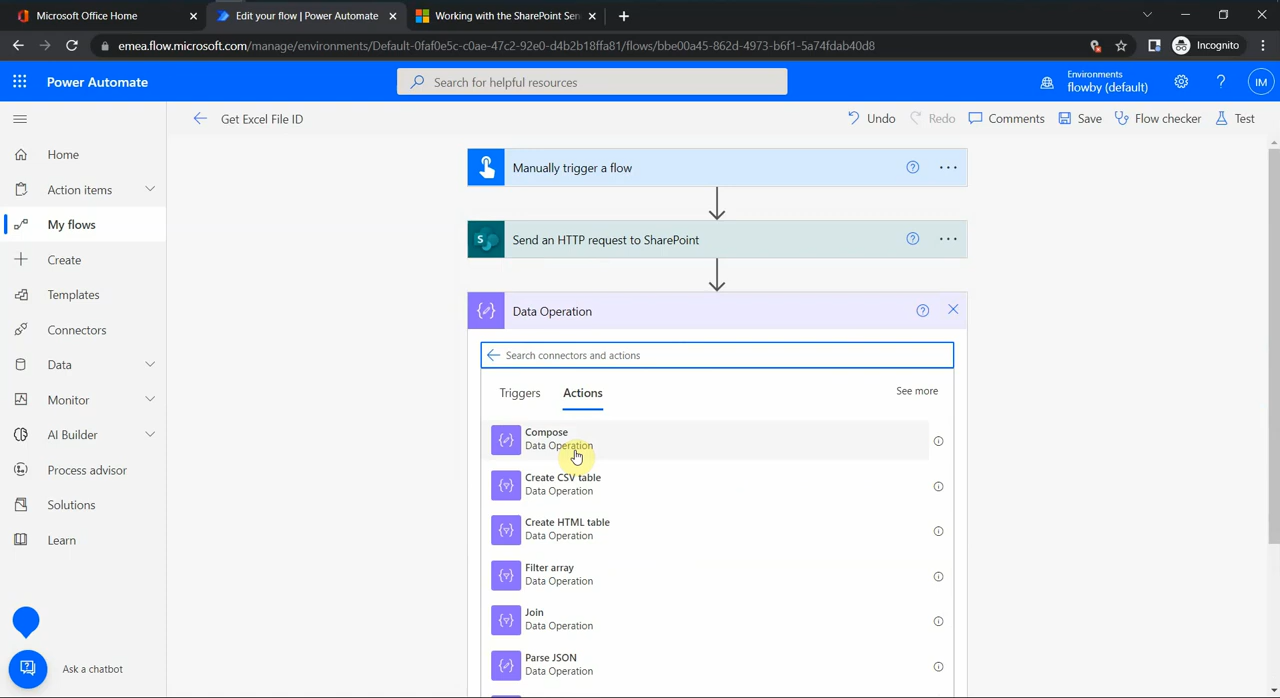 Microsoft Office Home
Edit your flow | Power Automate
Working with the SharePoint Sen
emea.flow.microsoft.com/manage/environments/Default-0faf0e5c-c0ae-47c2-92e0-d4b2b18ffa81/flows/bbe00a45-862d-4973-b6f1-5a74fdab40d8
Incognito
Power Automate
Search for helpful resources
Environments
flowby (default)
?
IM
Get Excel File ID
Undo
Redo
Comments
Save
Flow checker
Test
Home
Action items
My flows
Create
Templates
Connectors
Data
Monitor
AI Builder
Process advisor
Solutions
Learn
Ask a chatbot
Manually trigger a flow
Send an HTTP request to SharePoint
Data Operation
Search connectors and actions
Triggers
Actions
See more
Compose
Data Operation
Create CSV table
Data Operation
Create HTML table
Data Operation
Filter array
Data Operation
Join
Data Operation
Parse JSON
Data Operation